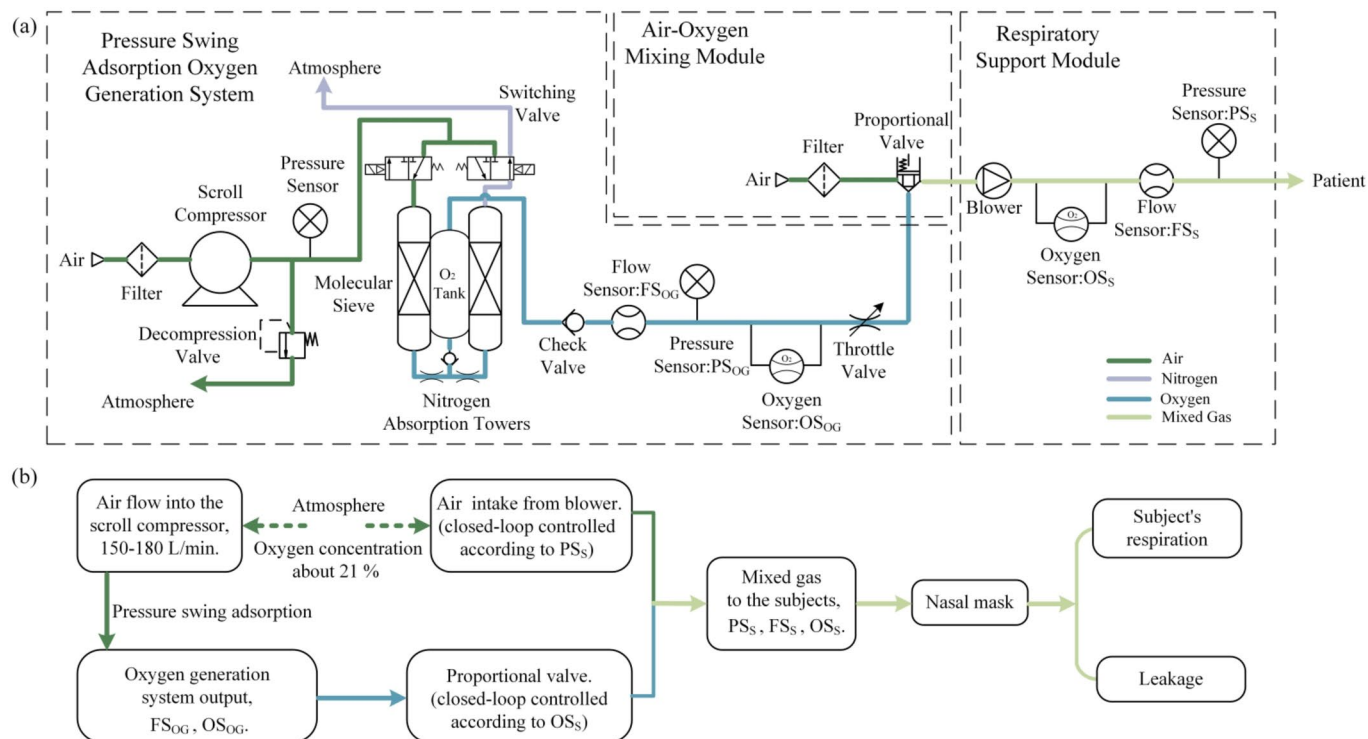 (a)
Pressure Swing
Adsorption Oxygen
Generation System
Atmosphere
Switching
Valve
Pressure
Sensor
Scroll
Compressor
Air
Filter
Molecular
Sieve
O2
Tank
Decompression
Valve
Atmosphere
Nitrogen
Absorption Towers
Check
Valve
Flow
Sensor:FSOG
Pressure
Sensor:PSOG
O2
Oxygen
Sensor:OSOG
Throttle
Valve
Air-Oxygen
Mixing Module
Proportional
Valve
Filter
Air
Respiratory
Support Module
Pressure
Sensor:PSS
Blower
Flow
Sensor:FSS
O2
Oxygen
Sensor:OSS
Patient
Air
Nitrogen
Oxygen
Mixed Gas
(b)
Air flow into the
scroll compressor,
150-180 L/min.
Atmosphere
Oxygen concentration
about 21 %
Air intake from blower.
(closed-loop controlled
according to PSS)
Pressure swing adsorption
Oxygen generation
system output,
FSOG , OSOG.
Proportional valve.
(closed-loop controlled
according to OSS)
Mixed gas
to the subjects,
PSS , FSS , OSS.
Nasal mask
Subject's
respiration
Leakage